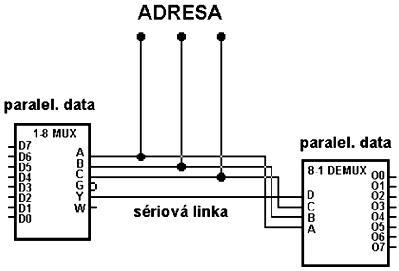 ADRESA
paralel. data
1-8 MUX
D7
D6
D5
D4
D3
D2
D1
D0
A
B
C
G
Y
W
sériová linka
paralel. data
8-1 DEMUX
D
C
B
A
O0
O1
O2
O3
O4
O5
O6
O7